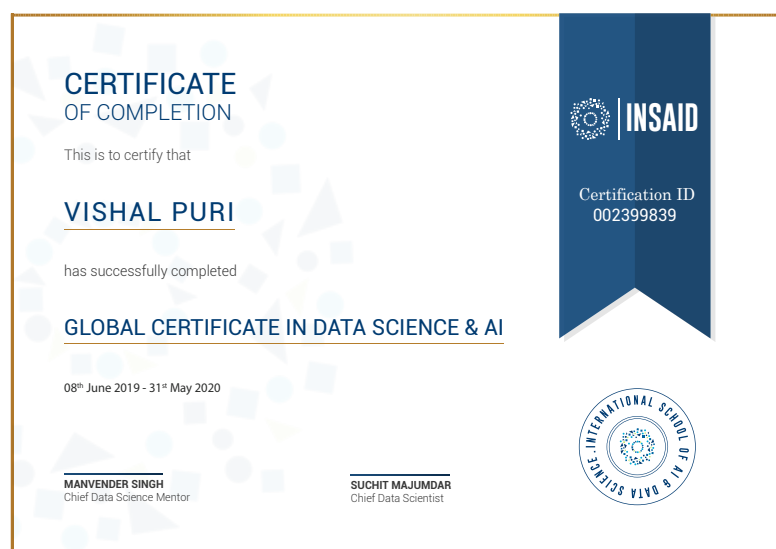 CERTIFICATE
OF COMPLETION
This is to certify that
VISHAL PURI
has successfully completed
GLOBAL CERTIFICATE IN DATA SCIENCE & AI
08th June 2019 - 31st May 2020
MANVENDER SINGH
Chief Data Science Mentor
SUCHIT MAJUMDAR
Chief Data Scientist
INSAID
Certification ID
002399839
INTERNATIONAL SCHOOL OF AI & DATA SCIENCE.